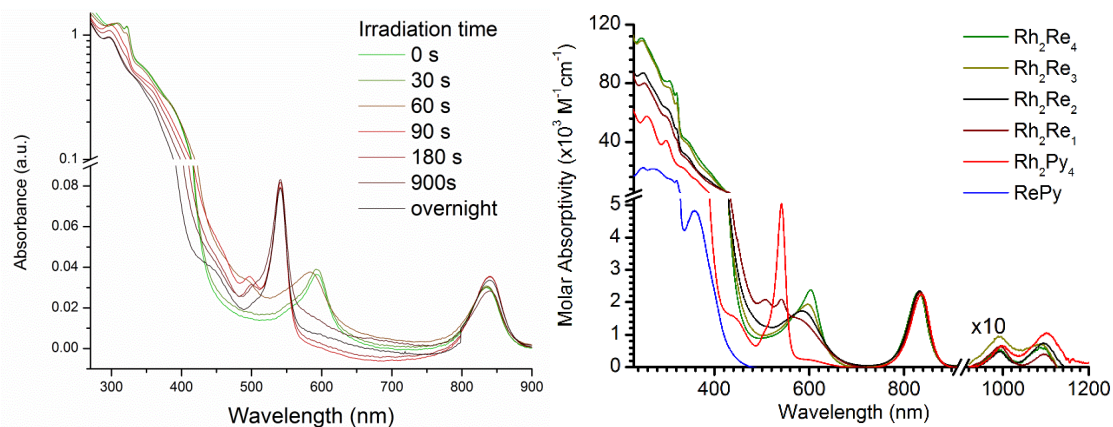 Irradiation time
0 s
30 s
60 s
90 s
180 s
900s
overnight
Absorbance (a.u.)
1
0.1
0.08
0.06
0.04
0.02
0.00
300 400 500 600 700 800 900
Wavelength (nm)
Molar Absorptivity (x10³ M⁻¹cm⁻¹)
120
80
40
5
4
3
2
1
0
Rh₂Re₄
Rh₂Re₃
Rh₂Re₂
Rh₂Re₁
Rh₂Py₄
RePy
x10
400 600 800 1000 1200
Wavelength (nm)